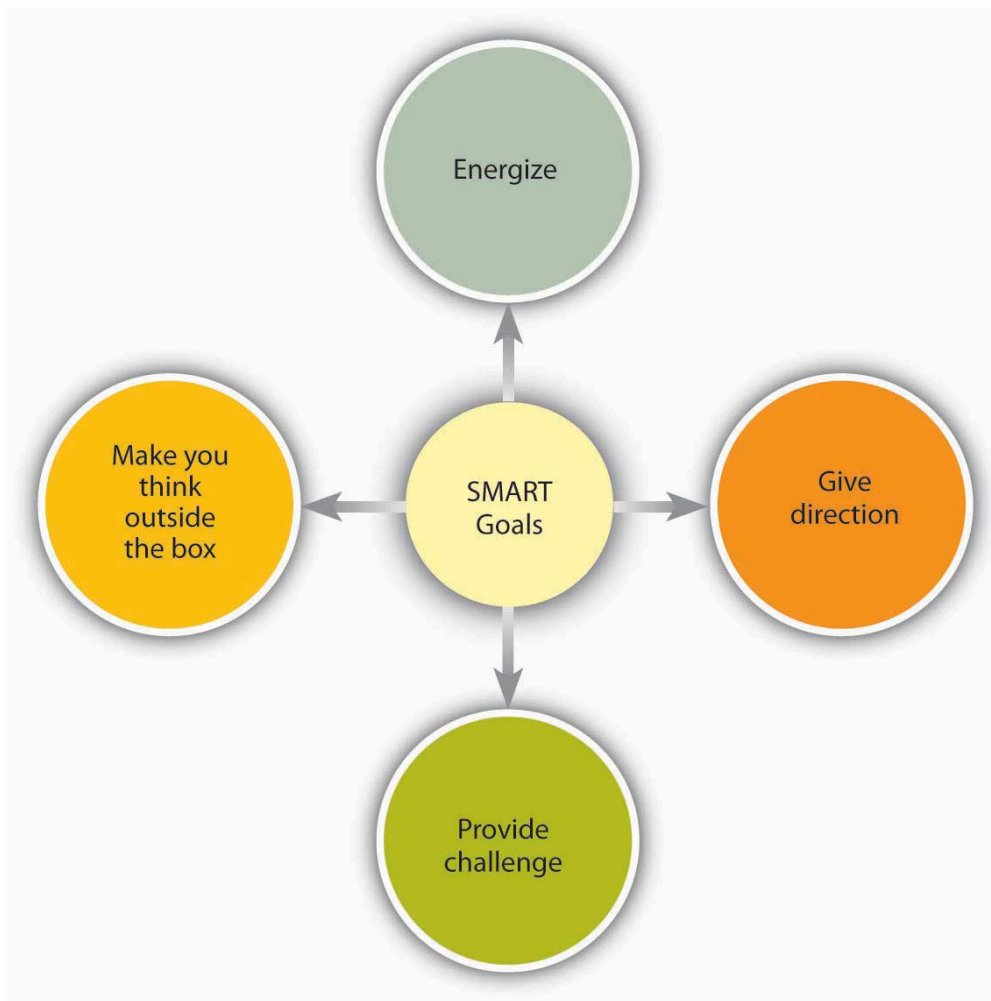 Energize
Make you
think
outside
the box
SMART
Goals
Give
direction
Provide
challenge